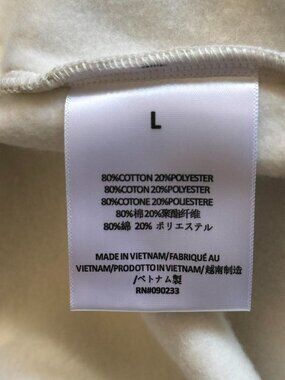 L
80%COTTON 20%POLYESTER
80%COTON 20%POLYESTER
80%COTONE 20%POLIESTERE
80%棉20%聚酯纤维
80%綿 20% ポリエステル
MADE IN VIETNAM/FABRIQUÉ AU
VIETNAM/PRODOTTO IN VIETNAM/越南制造
/ベトナム製
RN#090233